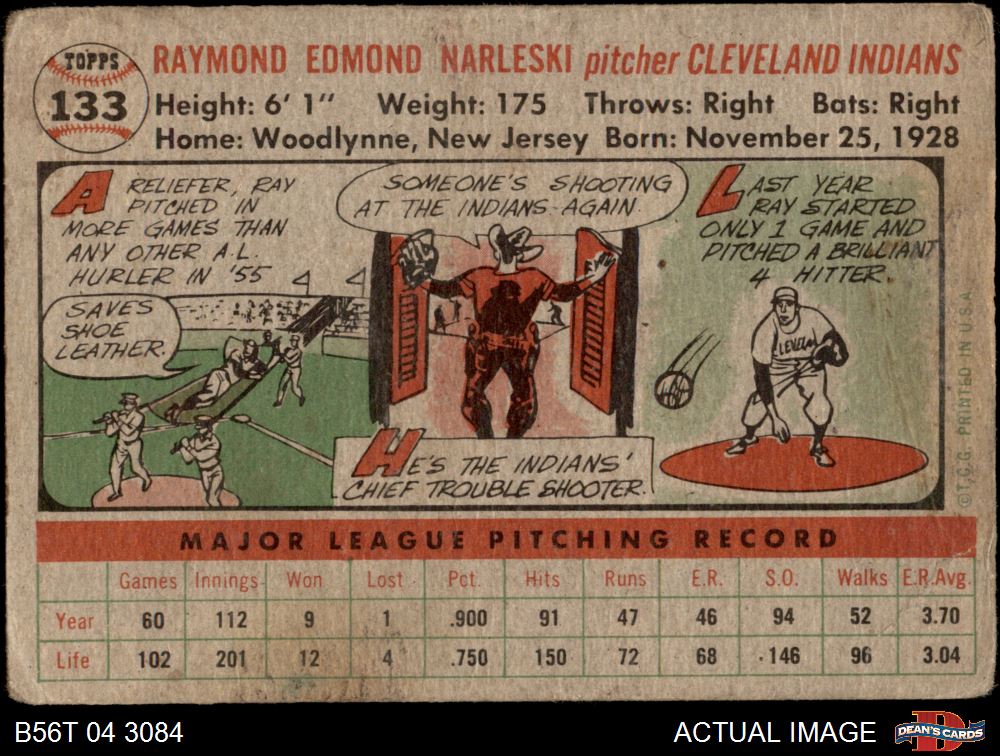 TOPPS
133
RAYMOND EDMOND NARLESKI pitcher CLEVELAND INDIANS
Height: 6' 1" Weight: 175 Throws: Right Bats: Right
Home: Woodlynne, New Jersey Born: November 25, 1928
A RELIEFER, RAY
PITCHED IN
MORE GAMES THAN
ANY OTHER A.L.
HURLER IN '55
SAVES
SHOE
LEATHER.
SOMEONE'S SHOOTING
AT THE INDIANS AGAIN.
HE'S THE INDIANS'
CHIEF TROUBLE SHOOTER.
LAST YEAR
RAY STARTED
ONLY 1 GAME AND
PITCHED A BRILLIANT
4 HITTER.
©T.C.G. PRINTED IN U.S.A.
MAJOR LEAGUE PITCHING RECORD
Games Innings Won Lost Pct. Hits Runs E.R. S.O. Walks E.R.Avg.
Year 60 112 9 1 .900 91 47 46 94 52 3.70
Life 102 201 12 4 .750 150 72 68 146 96 3.04
B56T 04 3084
ACTUAL IMAGE
DEAN'S CARDS